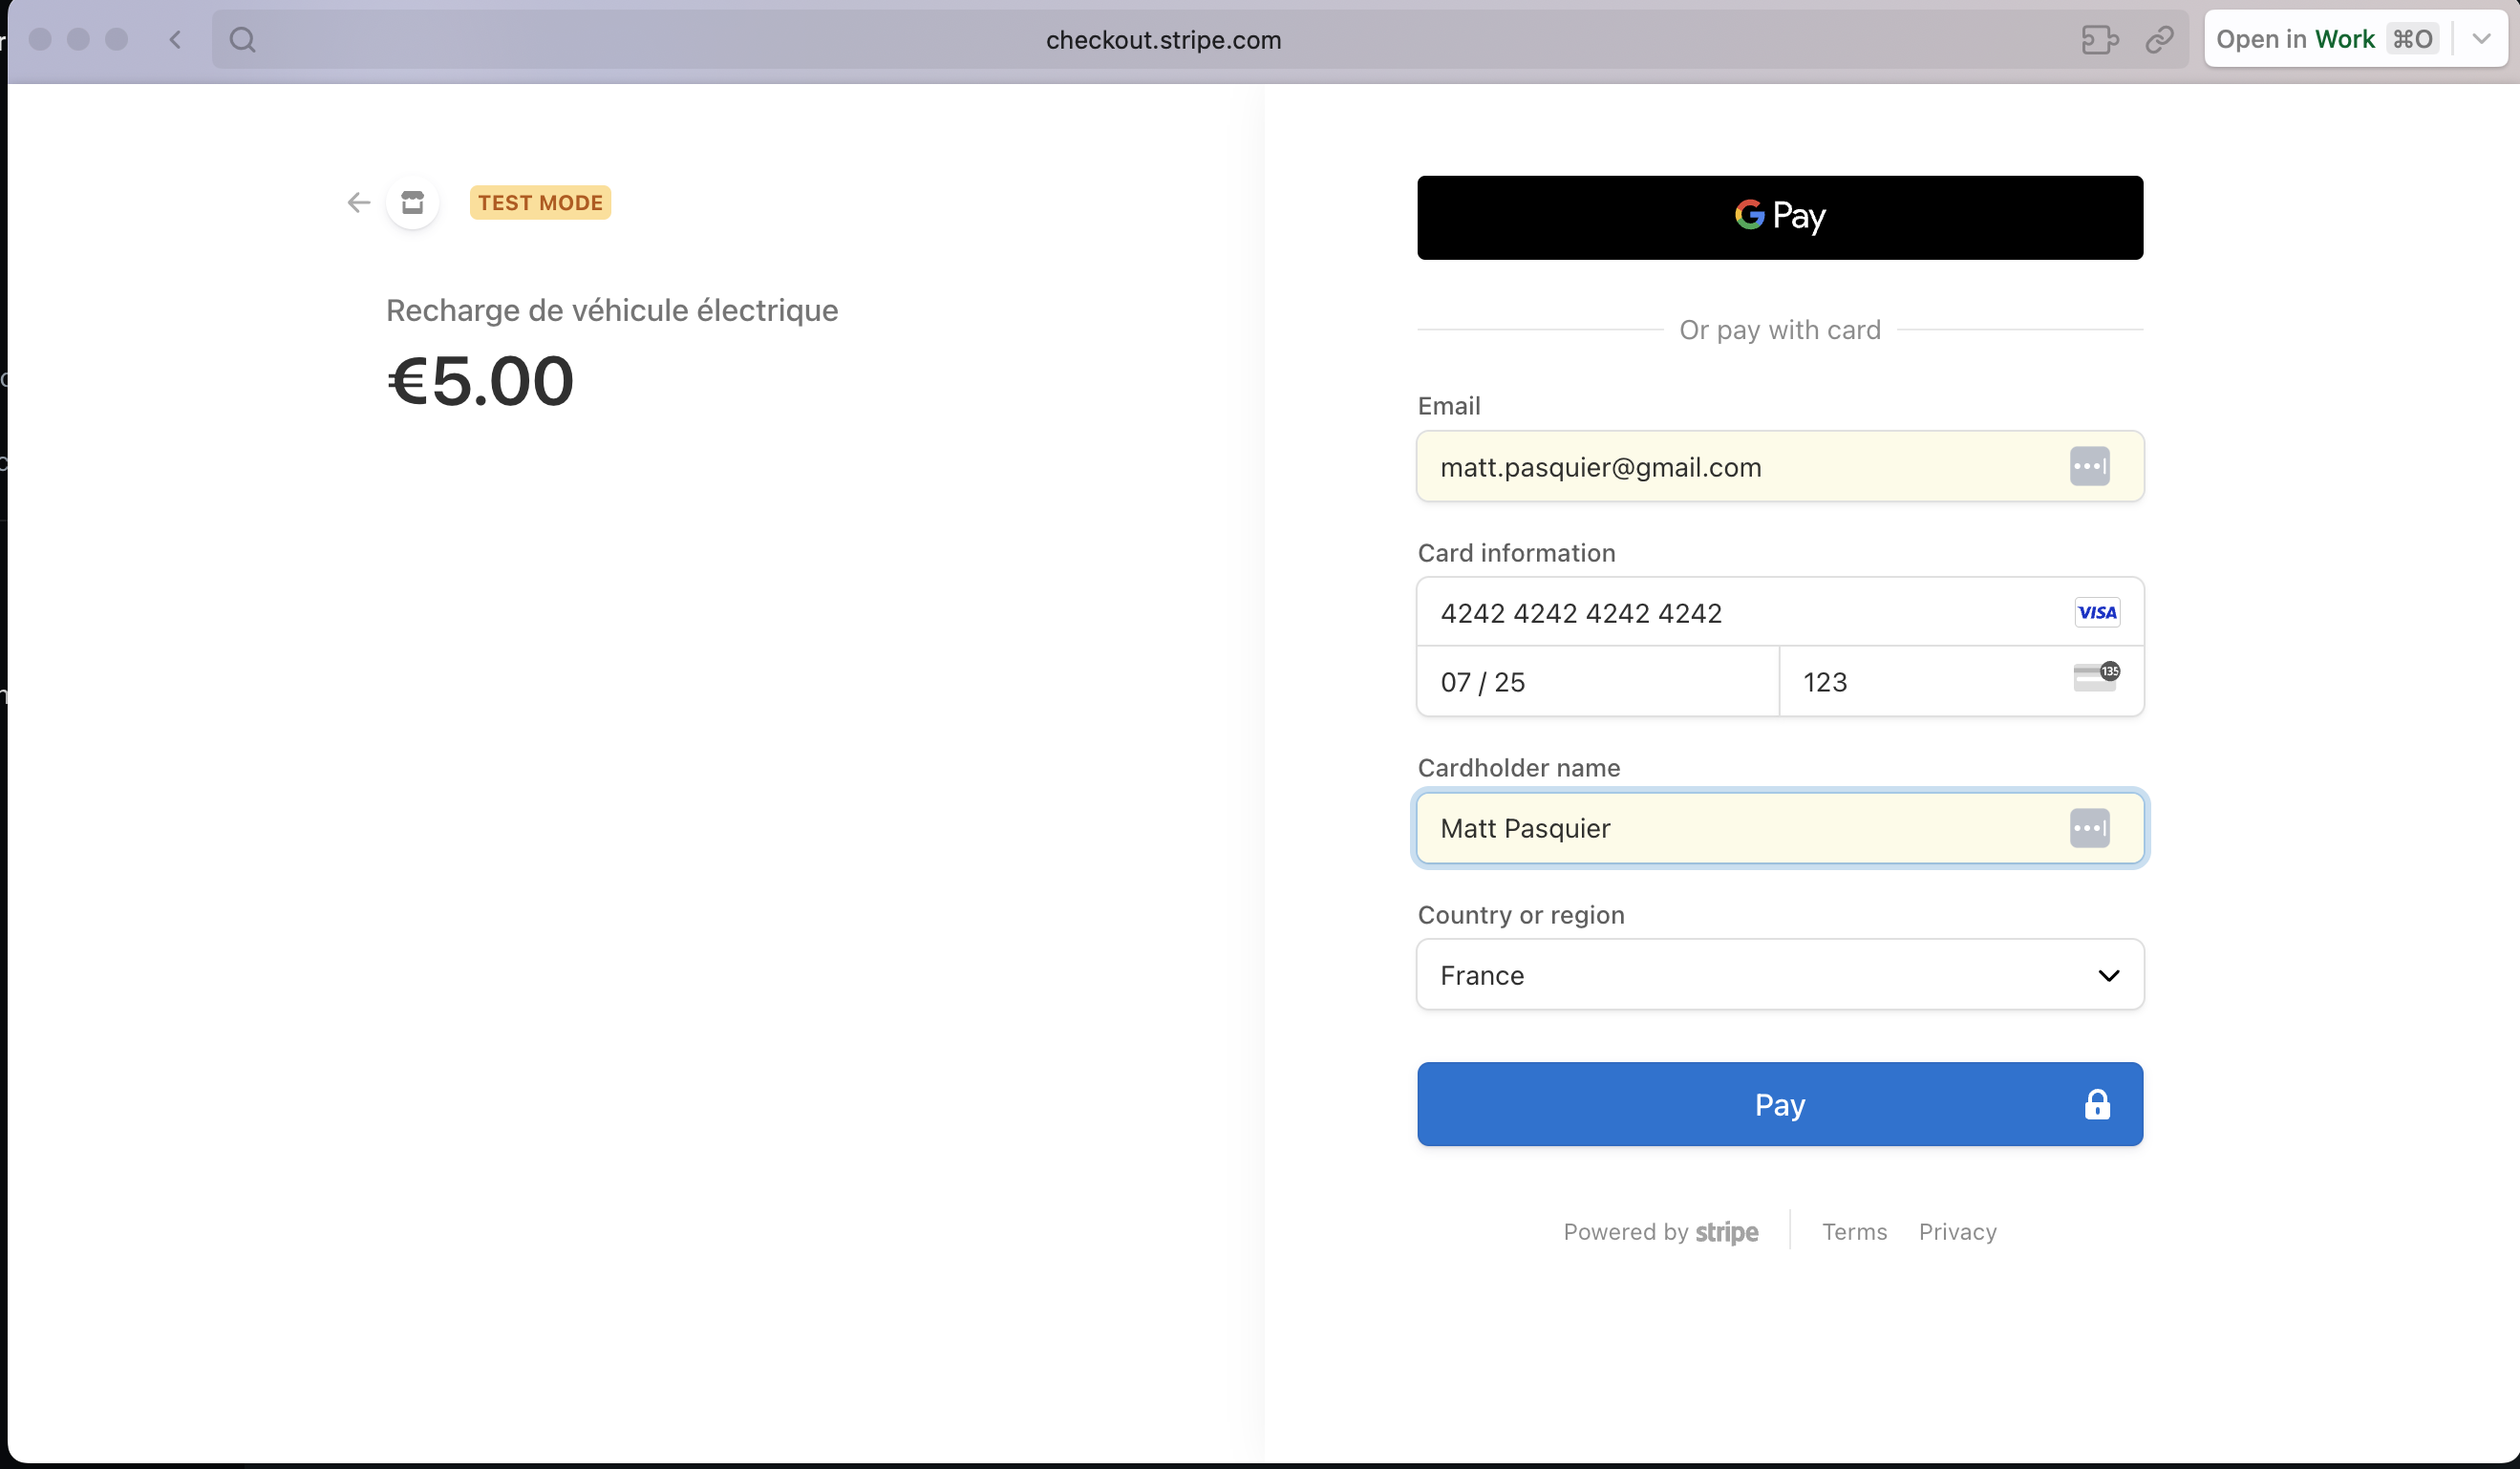 checkout.stripe.com
Open in Work ⌘O
TEST MODE
Recharge de véhicule électrique
€5.00
G Pay
Or pay with card
Email
matt.pasquier@gmail.com
Card information
4242 4242 4242 4242
VISA
07 / 25
123
135
Cardholder name
Matt Pasquier
Country or region
France
Pay
Powered by stripe
Terms
Privacy